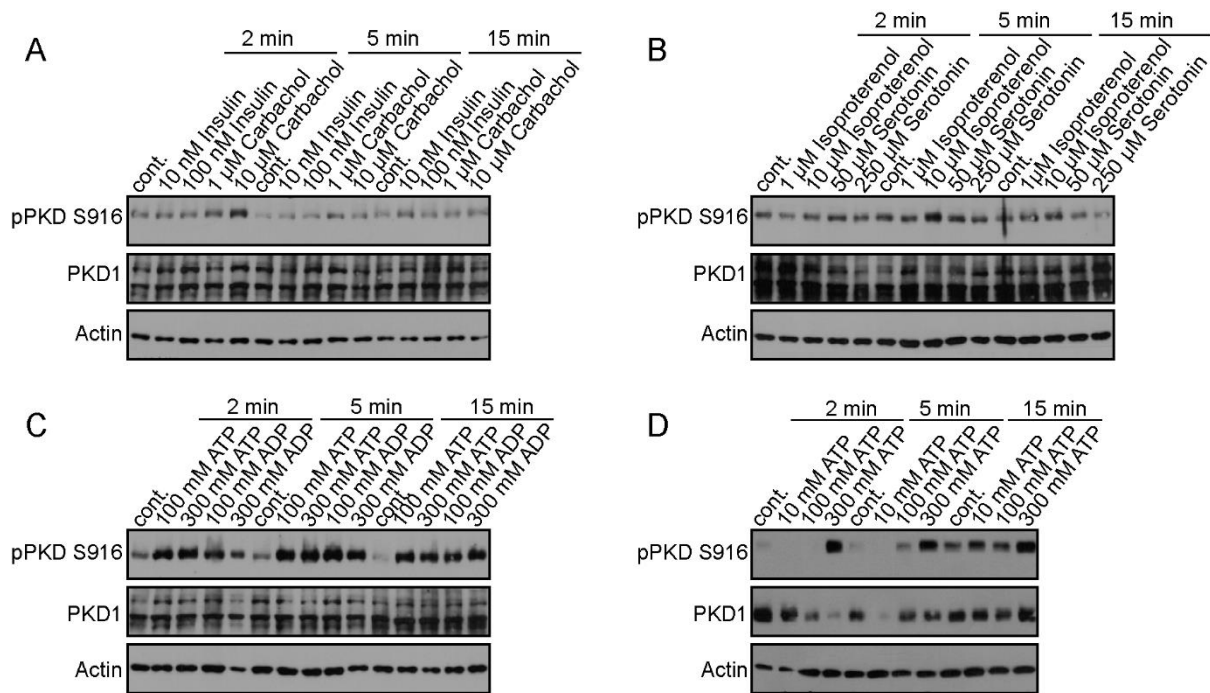 A
2 min
5 min
15 min
cont.
10 nM Insulin
100 nM Insulin
1 µM Carbachol
10 µM Carbachol
cont.
10 nM Insulin
100 nM Insulin
1 µM Carbachol
10 µM Carbachol
cont.
10 nM Insulin
100 nM Insulin
1 µM Carbachol
10 µM Carbachol
pPKD S916
PKD1
Actin
B
2 min
5 min
15 min
cont.
1 µM Isoproterenol
10 µM Isoproterenol
50 µM Serotonin
250 µM Serotonin
cont.
1 µM Isoproterenol
10 µM Isoproterenol
50 µM Serotonin
250 µM Serotonin
cont.
1µM Isoproterenol
10 µM Isoproterenol
50 µM Serotonin
250 µM Serotonin
pPKD S916
PKD1
Actin
C
2 min
5 min
15 min
cont.
100 mM ATP
300 mM ATP
100 mM ADP
300 mM ADP
cont.
100 mM ATP
300 mM ATP
100 mM ADP
300 mM ADP
cont.
100 mM ATP
300 mM ATP
100 mM ADP
300 mM ADP
pPKD S916
PKD1
Actin
D
2 min
5 min
15 min
cont.
10 mM ATP
100 mM ATP
300 mM ATP
cont.
10 mM ATP
100 mM ATP
300 mM ATP
cont.
10 mM ATP
100 mM ATP
300 mM ATP
pPKD S916
PKD1
Actin